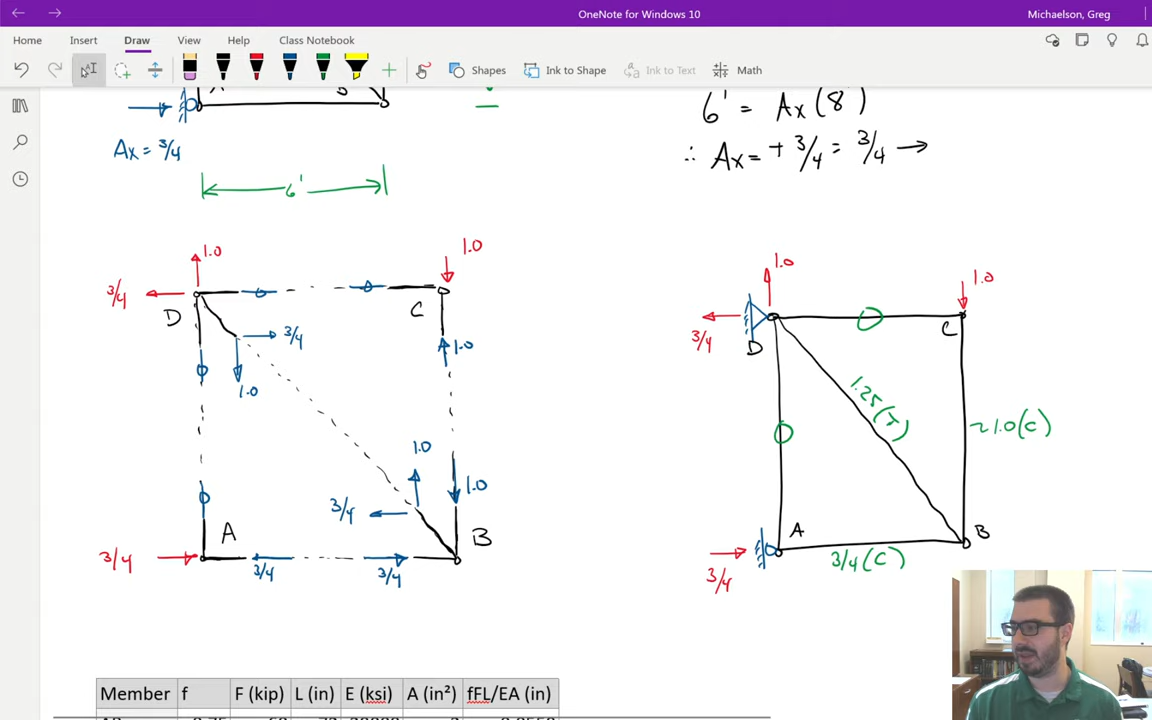 OneNote for Windows 10
Michaelson, Greg
Home Insert Draw View Help Class Notebook
Shapes Ink to Shape Ink to Text Math
Ax = 3/4
6'
6' = Ax (8')
∴ Ax = + 3/4 = 3/4 →
1.0
3/4
D
C
1.0
3/4
1.0
1.0
1.0
3/4
1.0
A
B
3/4
3/4
3/4
1.0
3/4
D
C
1.0
1.25(T)
~1.0(C)
A
B
3/4
3/4(C)
Member f F (kip) L (in) E (ksi) A (in²) fFL/EA (in)